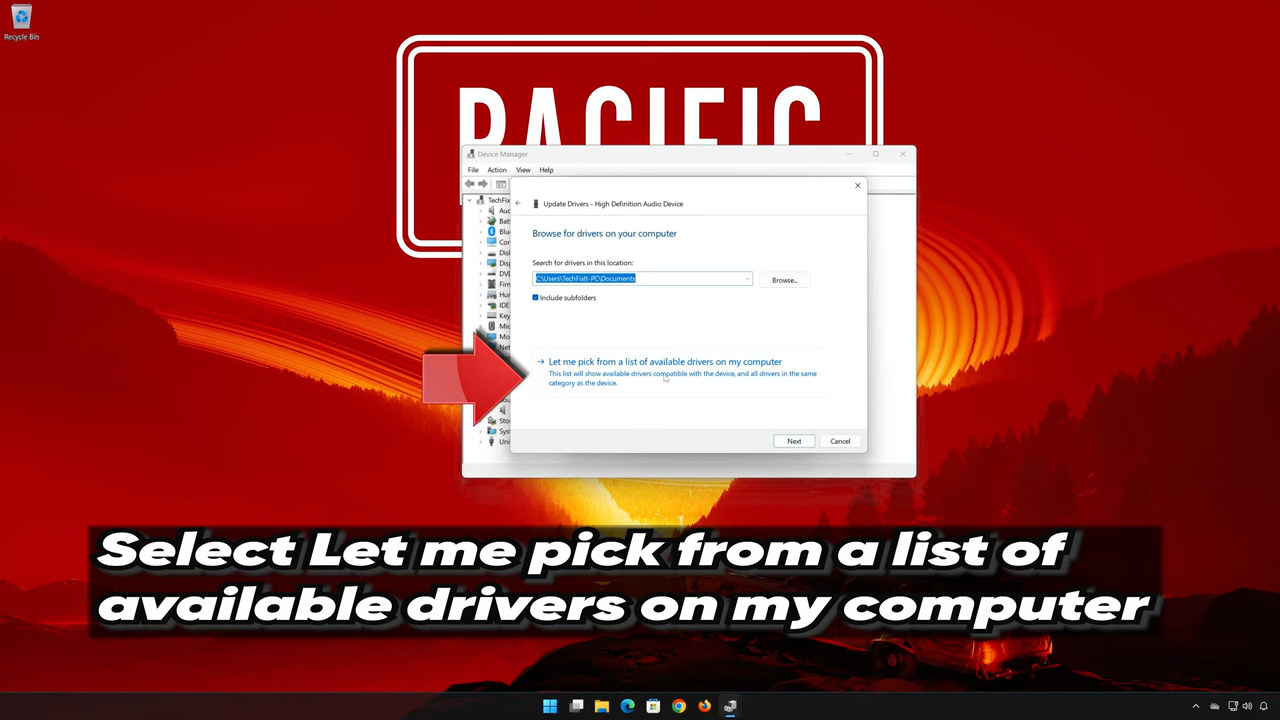 Recycle Bin
PACIFIC
Device Manager
File Action View Help
Update Drivers - High Definition Audio Device
Browse for drivers on your computer
Search for drivers in this location:
C:\Users\TechFixIt-PC\Documents
Browse...
Include subfolders
Let me pick from a list of available drivers on my computer
This list will show available drivers compatible with the device, and all drivers in the same
category as the device.
Next
Cancel
Select Let me pick from a list of
available drivers on my computer